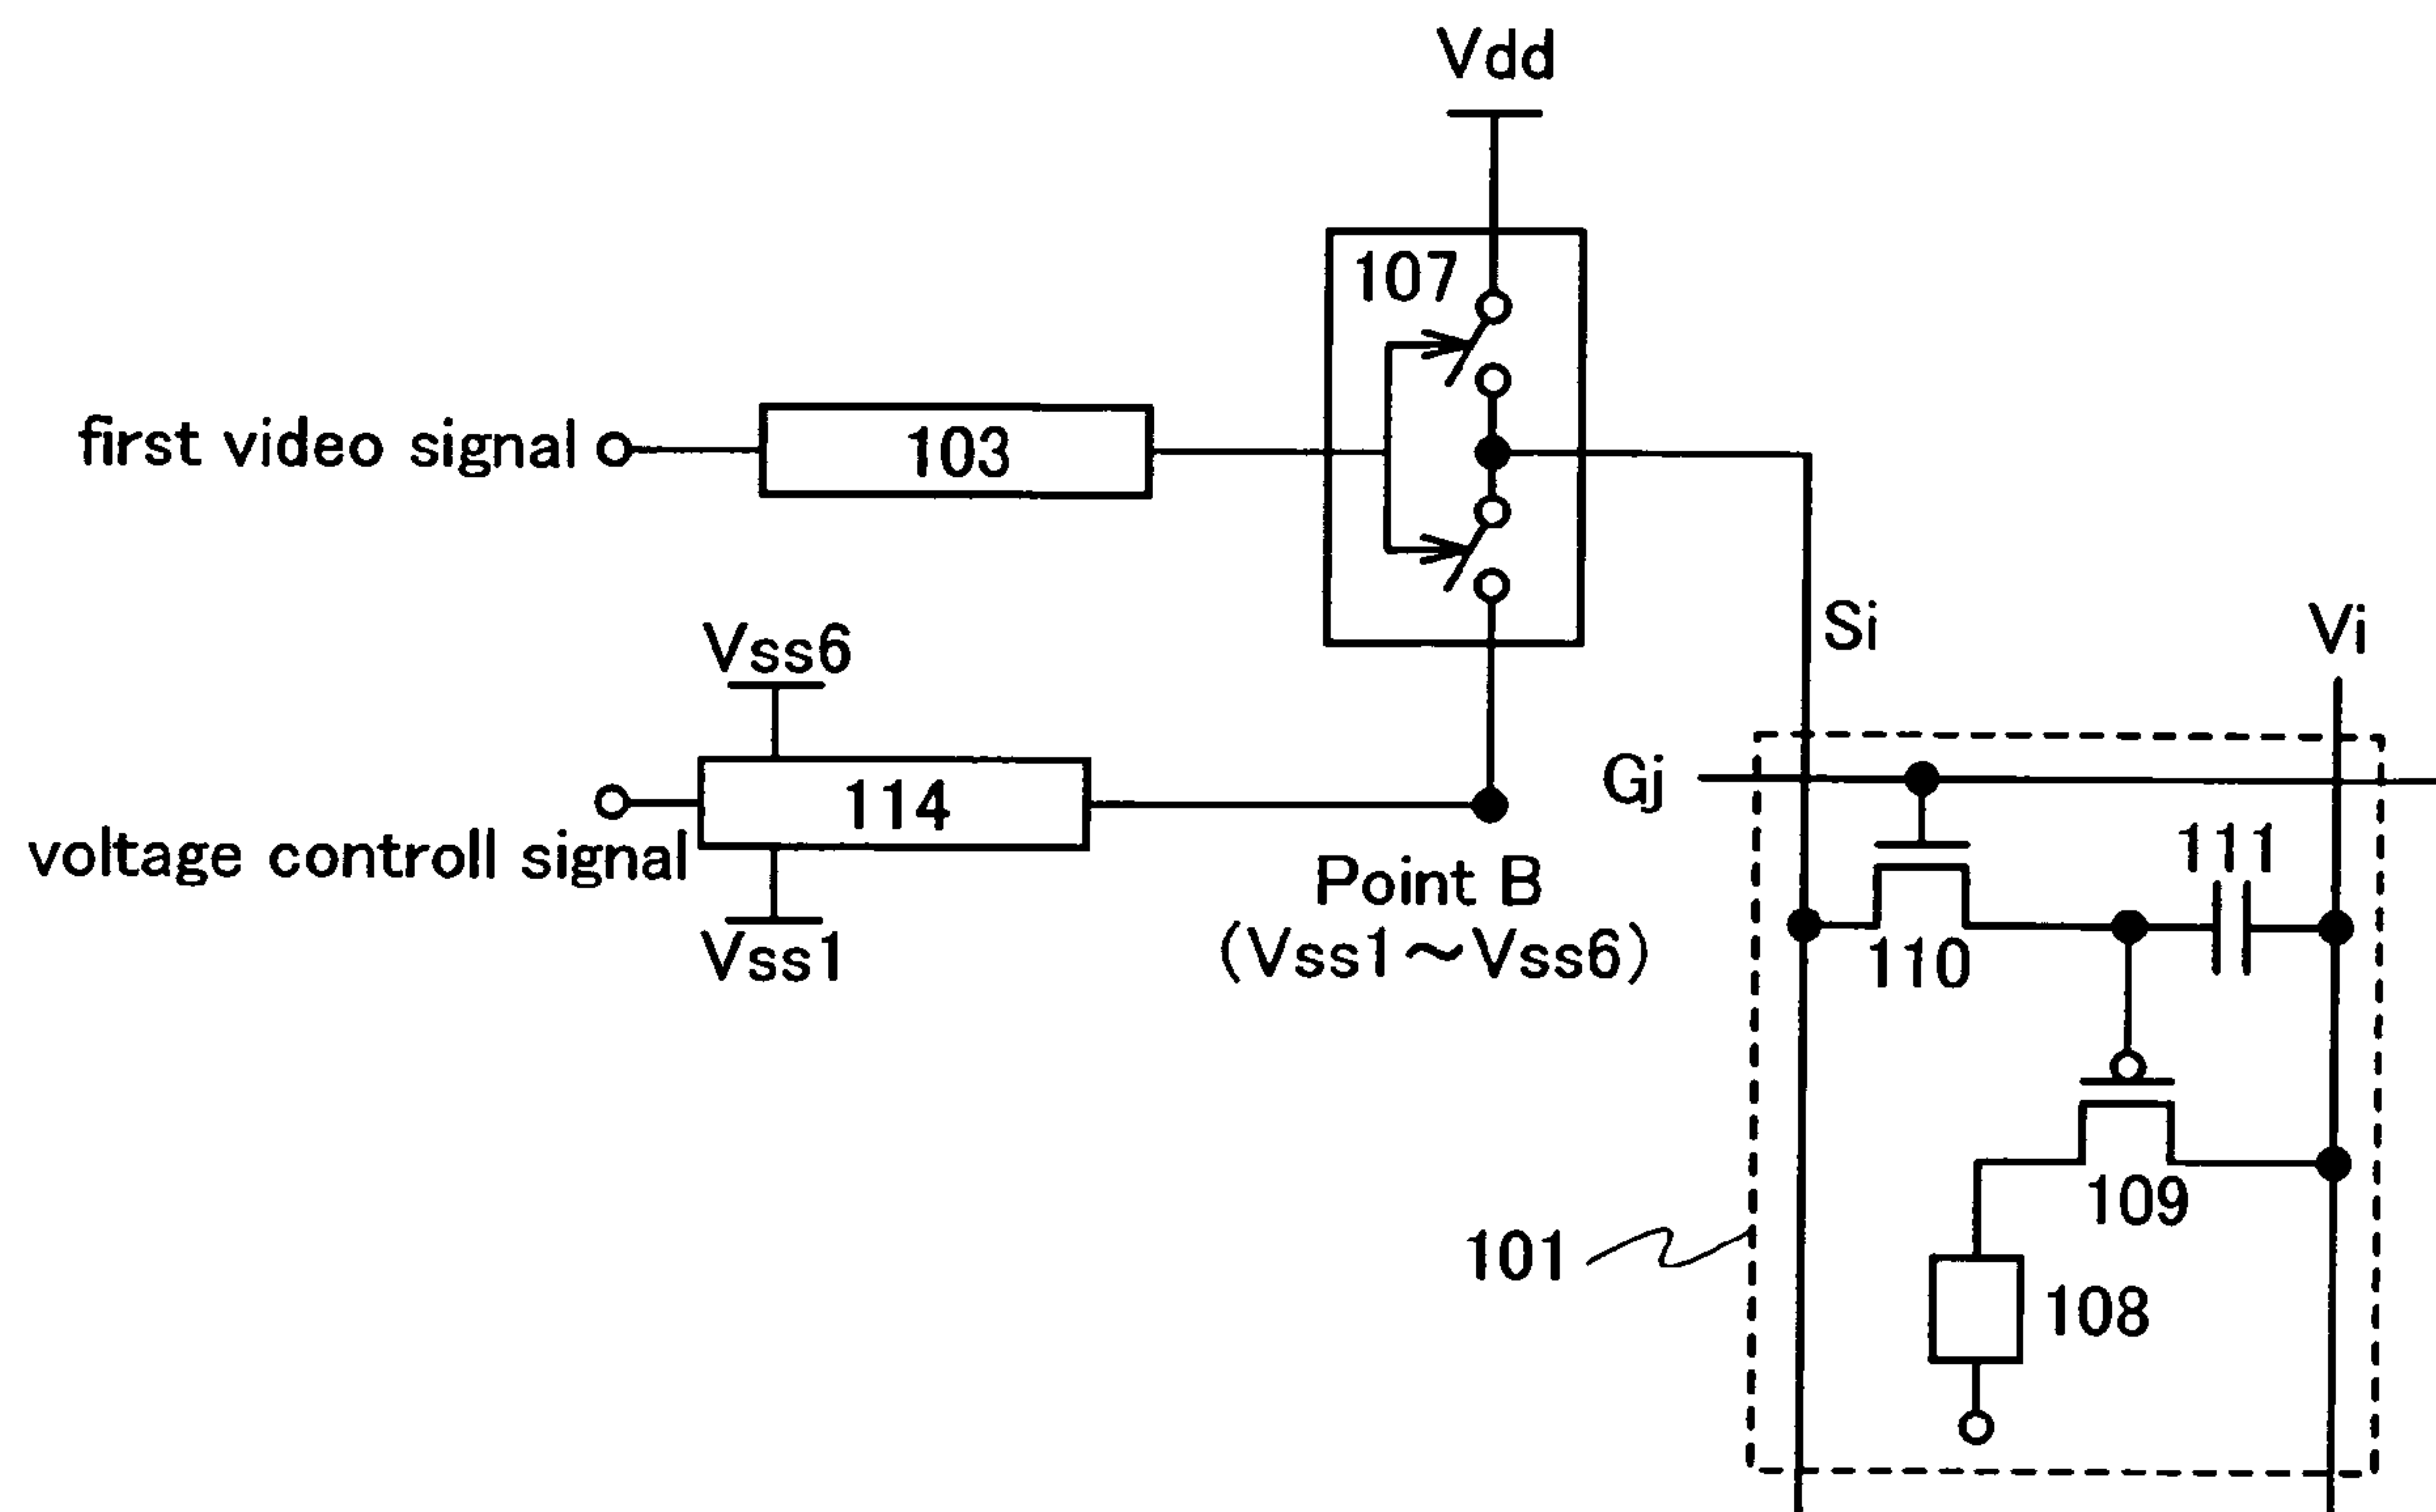 Vdd
107
first video signal
103
Si
Vi
Vss6
114
Gj
voltage controll signal
111
Point B
(Vss1～Vss6)
Vss1
110
109
101
108